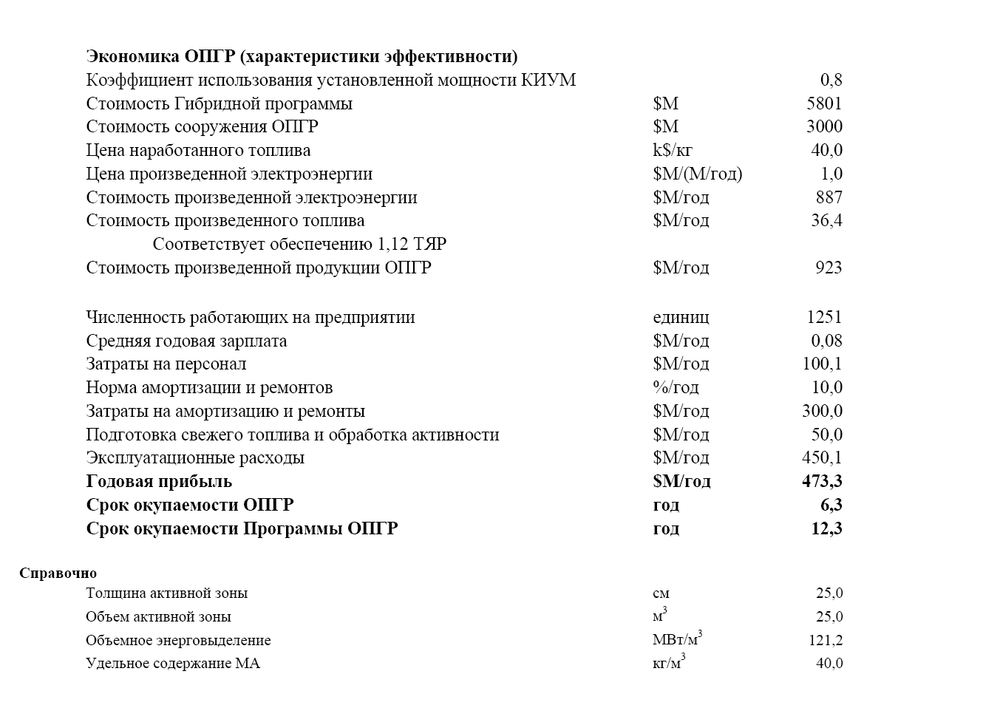 Экономика ОПГР (характеристики эффективности)
Коэффициент использования установленной мощности КИУМ 0,8
Стоимость Гибридной программы $М 5801
Стоимость сооружения ОПГР $М 3000
Цена наработанного топлива k$/кг 40,0
Цена произведенной электроэнергии $М/(М/год) 1,0
Стоимость произведенной электроэнергии $М/год 887
Стоимость произведенного топлива $М/год 36,4
Соответствует обеспечению 1,12 ТЯР
Стоимость произведенной продукции ОПГР $М/год 923
Численность работающих на предприятии единиц 1251
Средняя годовая зарплата $М/год 0,08
Затраты на персонал $М/год 100,1
Норма амортизации и ремонтов %/год 10,0
Затраты на амортизацию и ремонты $М/год 300,0
Подготовка свежего топлива и обработка активности $М/год 50,0
Эксплуатационные расходы $М/год 450,1
Годовая прибыль $М/год 473,3
Срок окупаемости ОПГР год 6,3
Срок окупаемости Программы ОПГР год 12,3
Справочно
Толщина активной зоны см 25,0
Объем активной зоны м³ 25,0
Объемное энерговыделение МВт/м³ 121,2
Удельное содержание МА кг/м³ 40,0